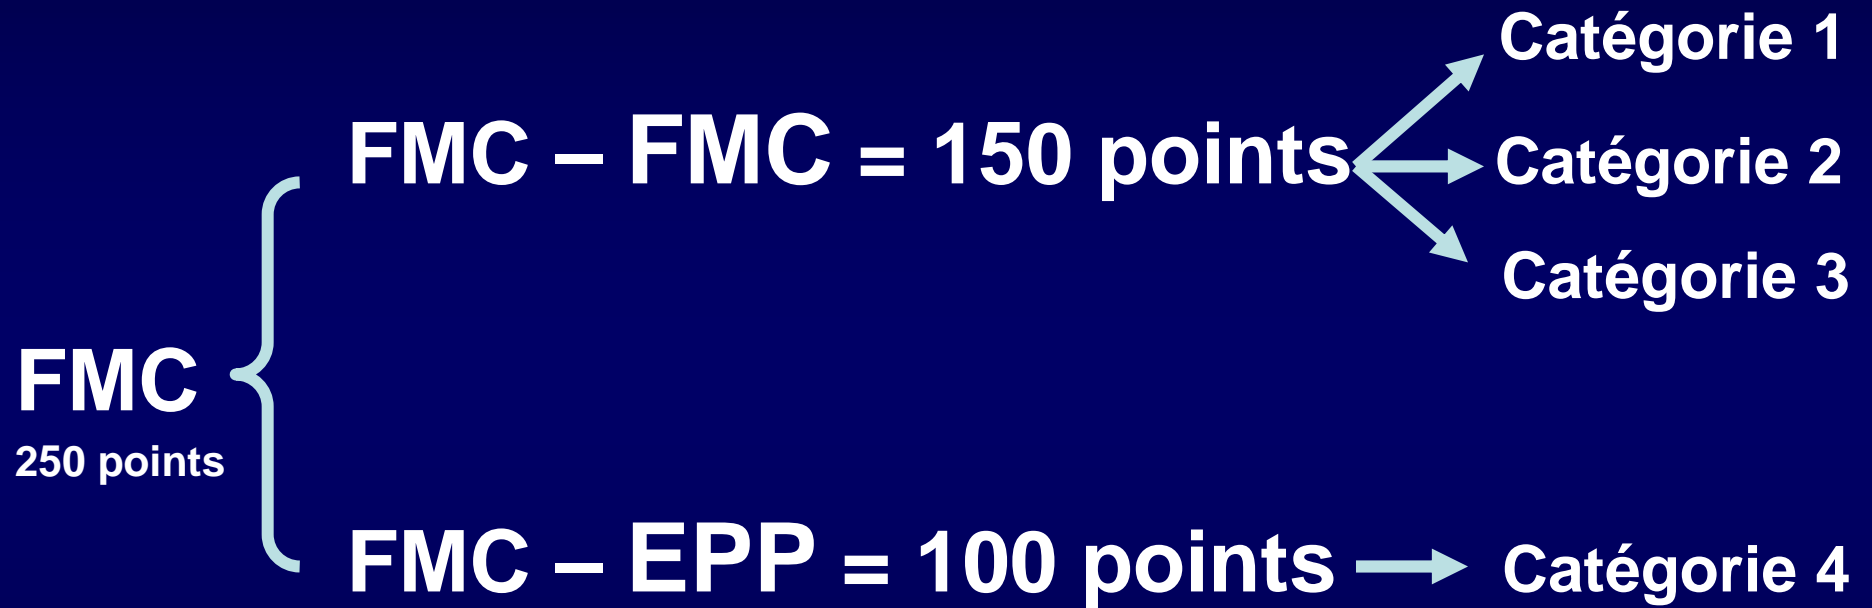 Catégorie 1
FMC – FMC = 150 points
Catégorie 2
Catégorie 3
FMC
250 points
FMC – EPP = 100 points
Catégorie 4